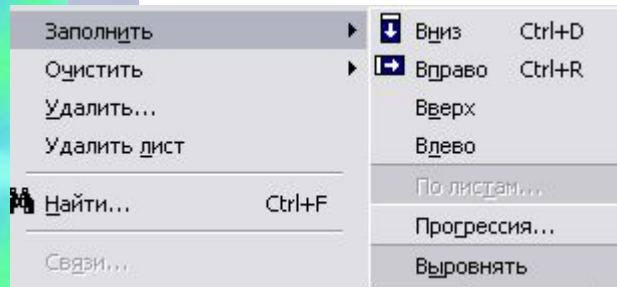 Заполнить
Очистить
Удалить...
Удалить лист
Найти... Ctrl+F
Связи...
Вниз Ctrl+D
Вправо Ctrl+R
Вверх
Влево
По листам...
Прогрессия...
Выровнять